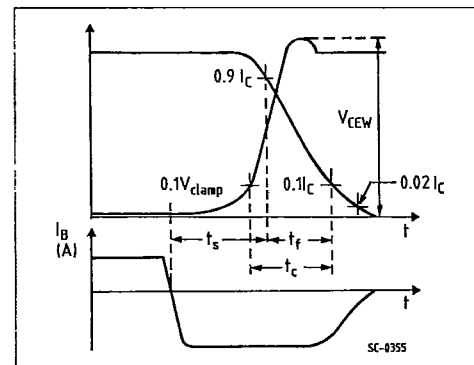 0.9 I_C
V_CEW
0.1V_clamp
0.1I_C
0.02 I_C
t
I_B
(A)
t_s
t_f
t_c
t
SC-0355